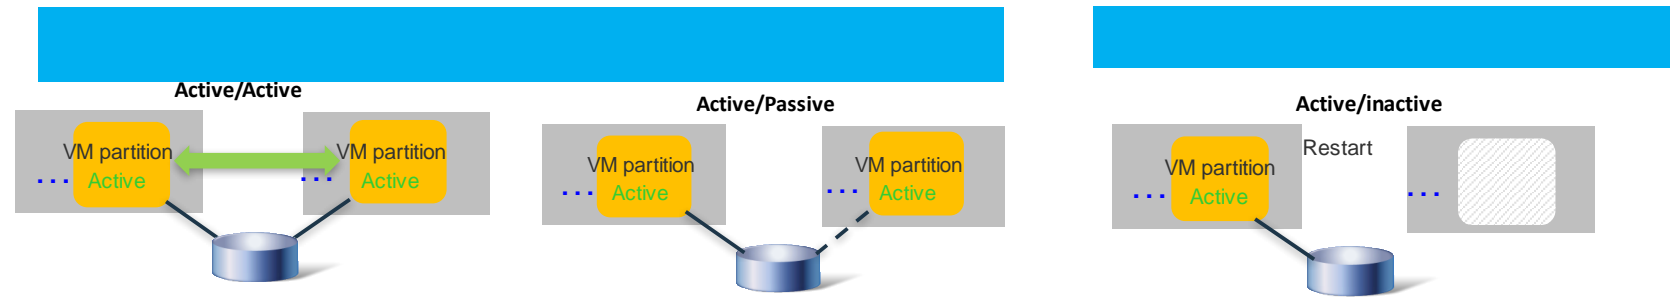 Active/Active
VM partition
Active
...
VM partition
Active
...
Active/Passive
VM partition
Active
...
VM partition
Active
...
Active/inactive
VM partition
Active
...
Restart
...